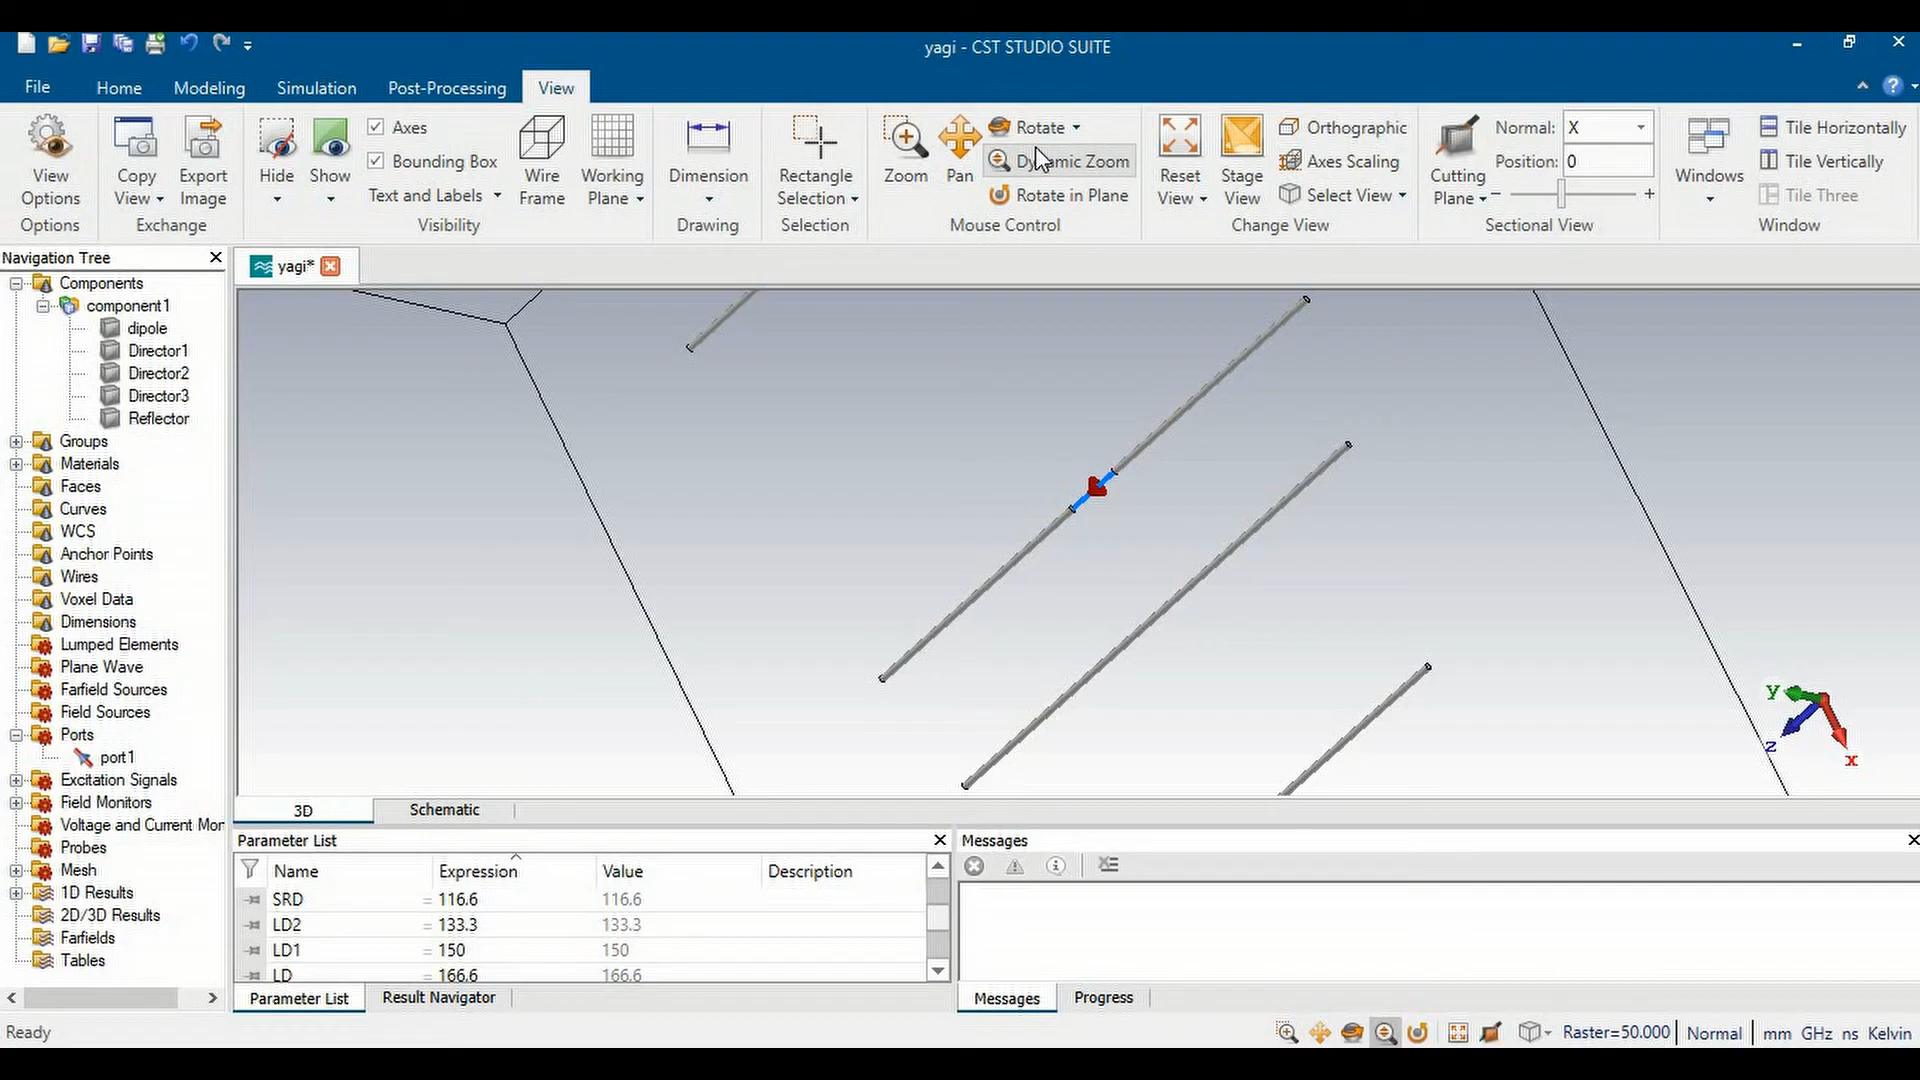 yagi - CST STUDIO SUITE
File Home Modeling Simulation Post-Processing View
View Options
Options
Copy View
Export Image
Exchange
Hide
Show
Axes
Bounding Box
Text and Labels
Wire Frame
Working Plane
Visibility
Dimension
Drawing
Rectangle Selection
Selection
Zoom
Pan
Rotate
Rotate in Plane
Mouse Control
Reset View
Stage View
Orthographic
Axes Scaling
Select View
Change View
Cutting Plane
Normal: X
Position: 0
Sectional View
Windows
Tile Horizontally
Tile Vertically
Tile Three
Window
Navigation Tree
Components
component1
dipole
Director1
Director2
Director3
Reflector
Groups
Materials
Faces
Curves
WCS
Anchor Points
Wires
Voxel Data
Dimensions
Lumped Elements
Plane Wave
Farfield Sources
Field Sources
Ports
port1
Excitation Signals
Field Monitors
Voltage and Current Mor
Probes
Mesh
1D Results
2D/3D Results
Farfields
Tables
yagi*
y
z
x
3D Schematic
Parameter List
Name Expression Value Description
SRD = 116.6 116.6
LD2 = 133.3 133.3
LD1 = 150 150
LD = 166.6 166.6
Parameter List Result Navigator
Messages
Messages Progress
Ready
Raster=50.000 Normal mm GHz ns Kelvin